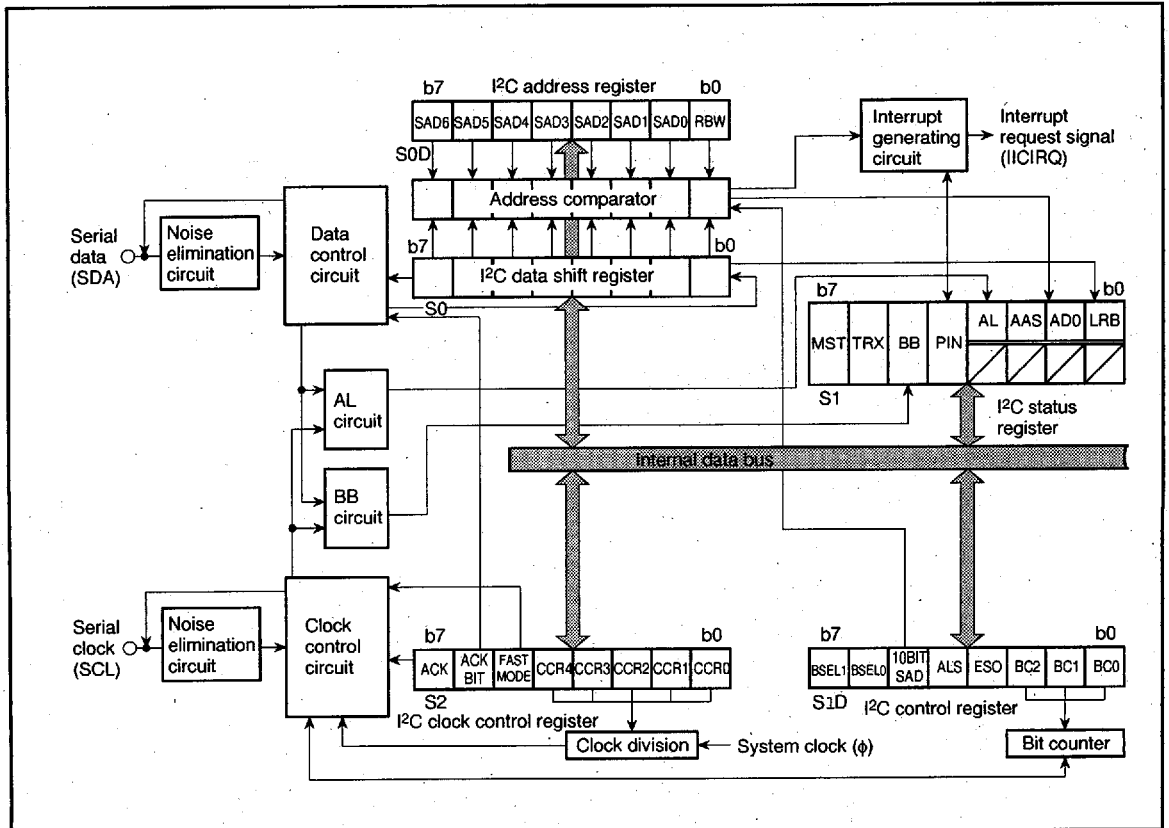 I²C address register
b7
b0
SAD6 SAD5 SAD4 SAD3 SAD2 SAD1 SAD0 RBW
S0D
Address comparator
b7
b0
I²C data shift register
S0
Interrupt
generating
circuit
Interrupt
request signal
(IICIRQ)
Serial
data
(SDA)
Noise
elimination
circuit
Data
control
circuit
b7
b0
MST TRX BB PIN AL AAS AD0 LRB
S1
I²C status
register
AL
circuit
BB
circuit
Internal data bus
Serial
clock
(SCL)
Noise
elimination
circuit
Clock
control
circuit
b7
b0
ACK ACK BIT FAST MODE CCR4 CCR3 CCR2 CCR1 CCR0
S2
I²C clock control register
Clock division
System clock (ϕ)
b7
b0
BSEL1 BSEL0 10BIT SAD ALS ESO BC2 BC1 BC0
S1D
I²C control register
Bit counter